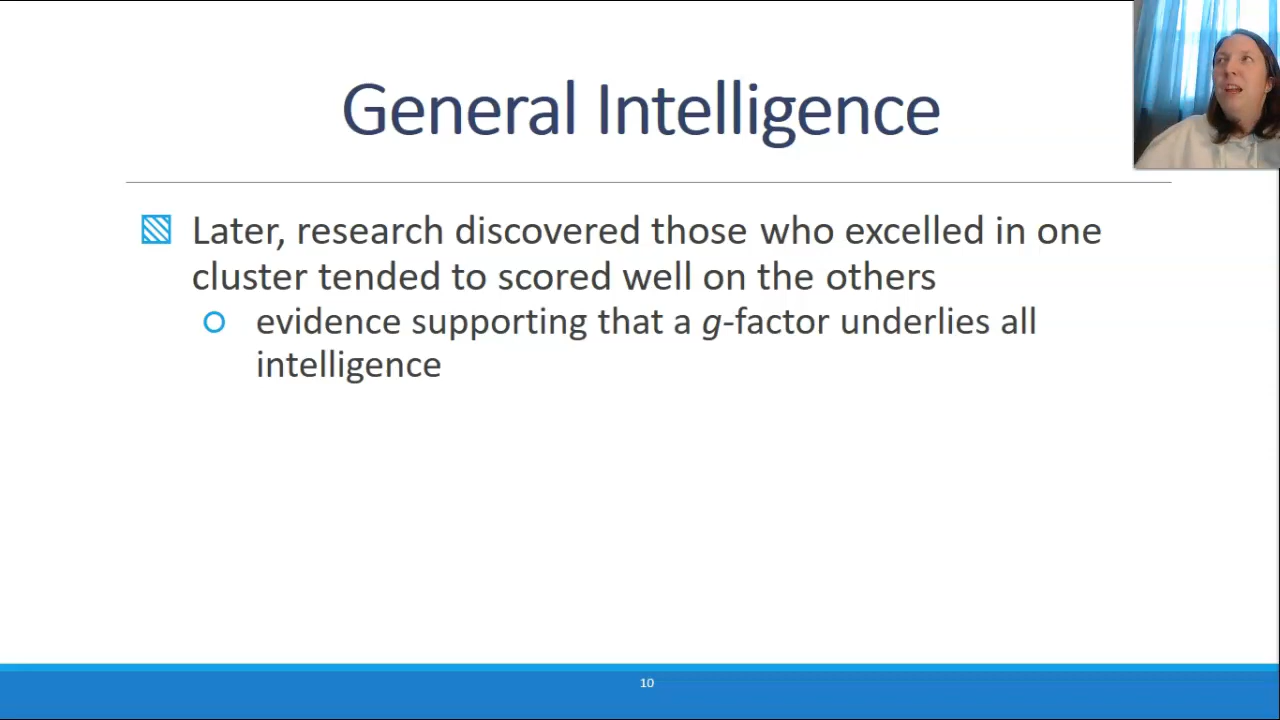 General Intelligence
Later, research discovered those who excelled in one
cluster tended to scored well on the others
evidence supporting that a g-factor underlies all
intelligence
10